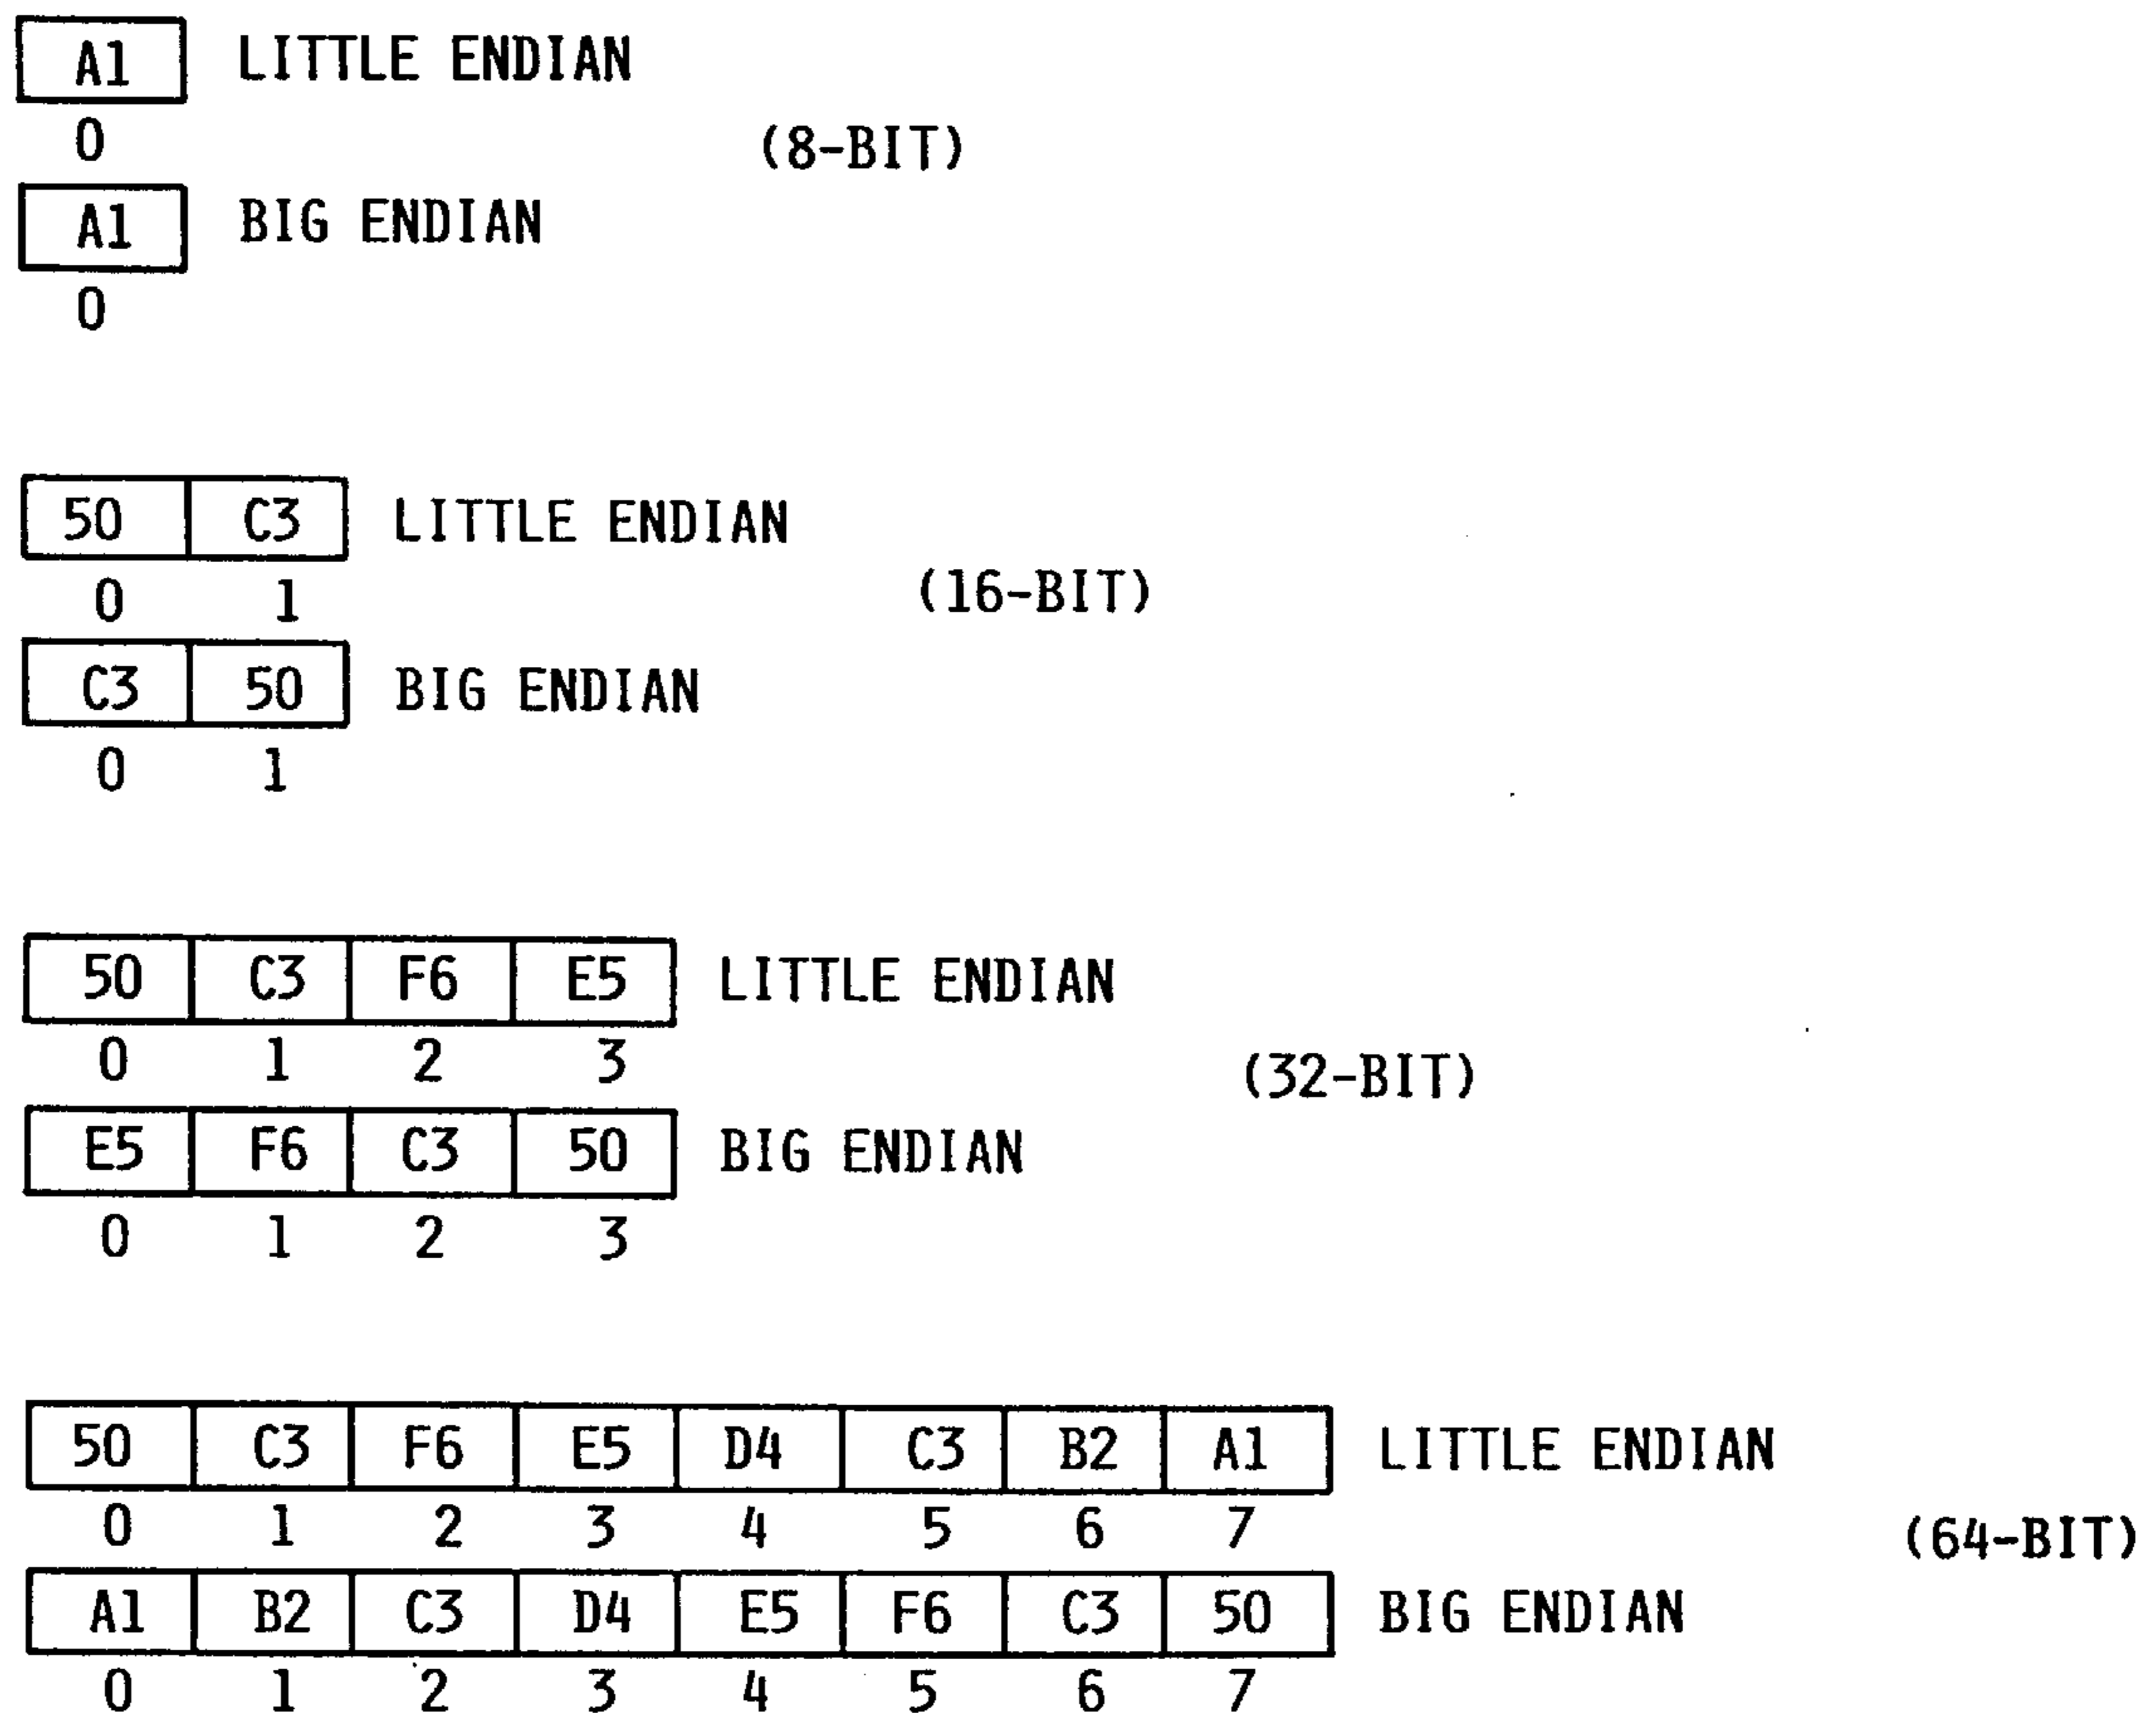 A1 LITTLE ENDIAN
0
(8-BIT)
A1 BIG ENDIAN
0
50 C3 LITTLE ENDIAN
0 1
(16-BIT)
C3 50 BIG ENDIAN
0 1
50 C3 F6 E5 LITTLE ENDIAN
0 1 2 3
(32-BIT)
E5 F6 C3 50 BIG ENDIAN
0 1 2 3
50 C3 F6 E5 D4 C3 B2 A1 LITTLE ENDIAN
0 1 2 3 4 5 6 7
(64-BIT)
A1 B2 C3 D4 E5 F6 C3 50 BIG ENDIAN
0 1 2 3 4 5 6 7